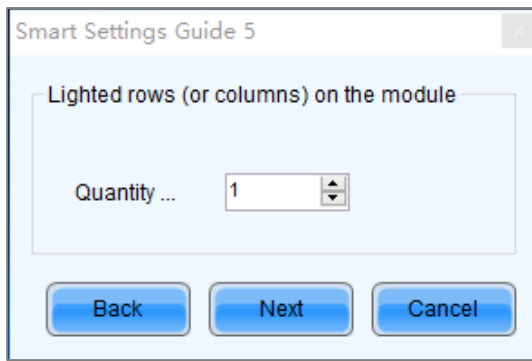 Smart Settings Guide 5
Lighted rows (or columns) on the module
Quantity ... 1
Back Next Cancel